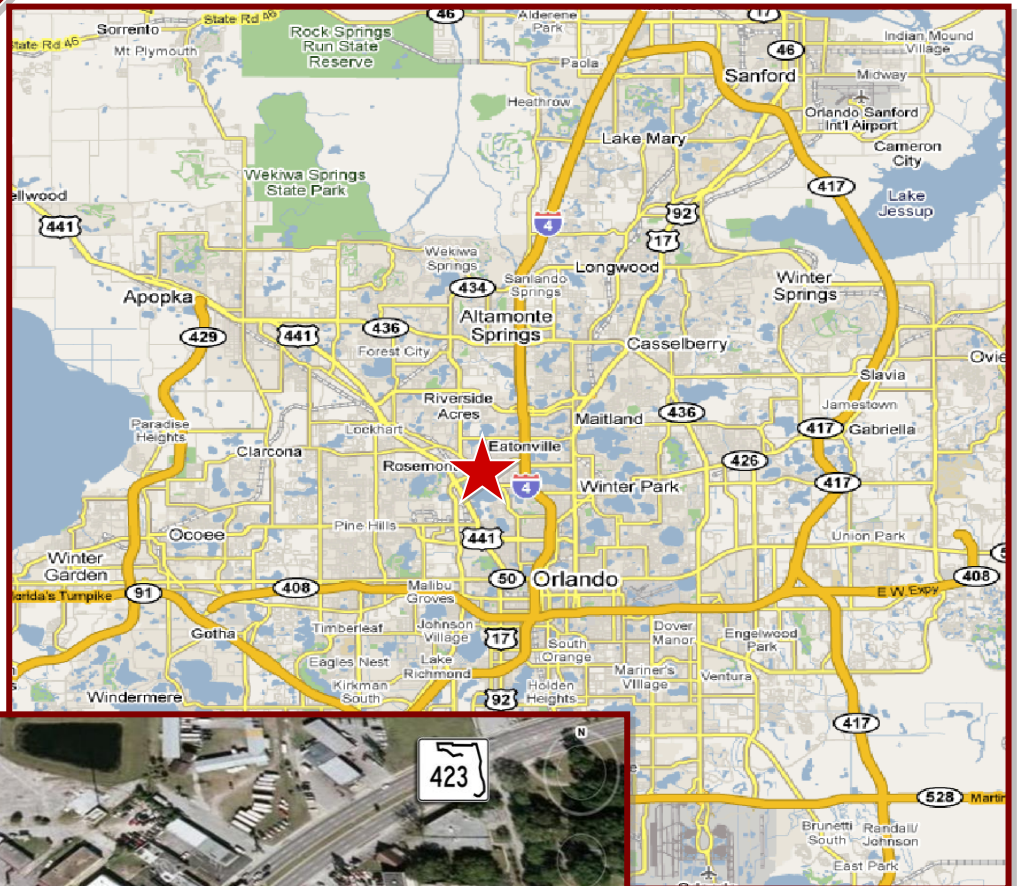 46
17
State Rd 46
Sorrento
Alderene
Park
Rock Springs
Run State
Reserve
Indian Mound
Village
State Rd 46
Mt Plymouth
46
Paola
Sanford
Midway
Heathrow
Orlando Sanford
Int'l Airport
Lake Mary
Cameron
City
Wekiwa Springs
State Park
417
ellwood
Lake
Jessup
441
92
4
17
Wekiwa
Springs
Longwood
Sanlando
Springs
Winter
Springs
434
Apopka
Altamonte
Springs
436
429
441
Casselberry
Forest City
Ovie
Slavia
Riverside
Acres
Jamestown
436
Maitland
Paradise
Heights
Lockhart
417
Gabriella
Clarcona
Eatonville
426
Rosemont
4
Winter Park
417
Pine Hills
Ocoee
441
Union Park
Winter
Garden
50
Orlando
408
408
Malibu
Groves
91
lorida's Turnpike
E W Expy
Gotha
Timberleaf
Johnson
Village
17
South
Orange
Dover
Manor
Engelwood
Park
Eagles Nest
Lake
Richmond
Mariner's
Village
Ventura
Windermere
Kirkman
South
92
Holden
Heights
417
N
423
528
Martin
Brunetti
South
Randall/
Johnson
East Park